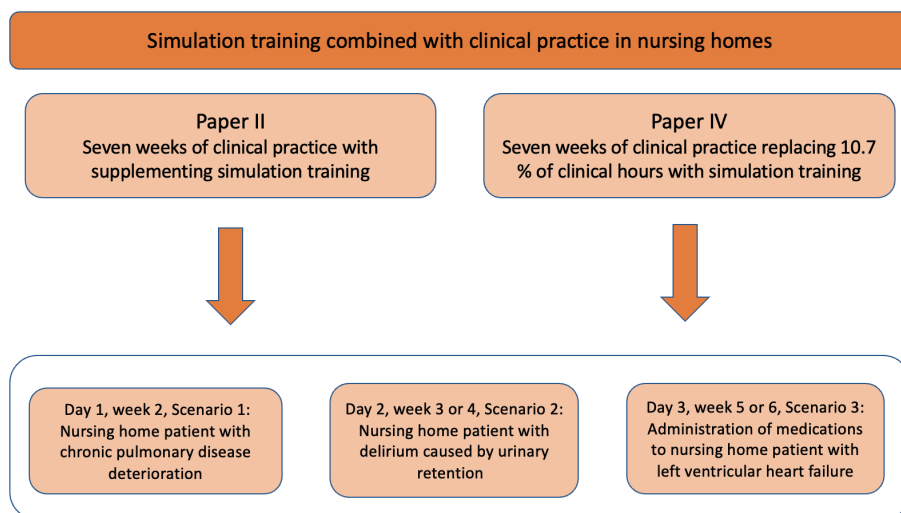 Simulation training combined with clinical practice in nursing homes
Paper II
Seven weeks of clinical practice with
supplementing simulation training
Paper IV
Seven weeks of clinical practice replacing 10.7
% of clinical hours with simulation training
Day 1, week 2, Scenario 1:
Nursing home patient with
chronic pulmonary disease
deterioration
Day 2, week 3 or 4, Scenario 2:
Nursing home patient with
delirium caused by urinary
retention
Day 3, week 5 or 6, Scenario 3:
Administration of medications
to nursing home patient with
left ventricular heart failure